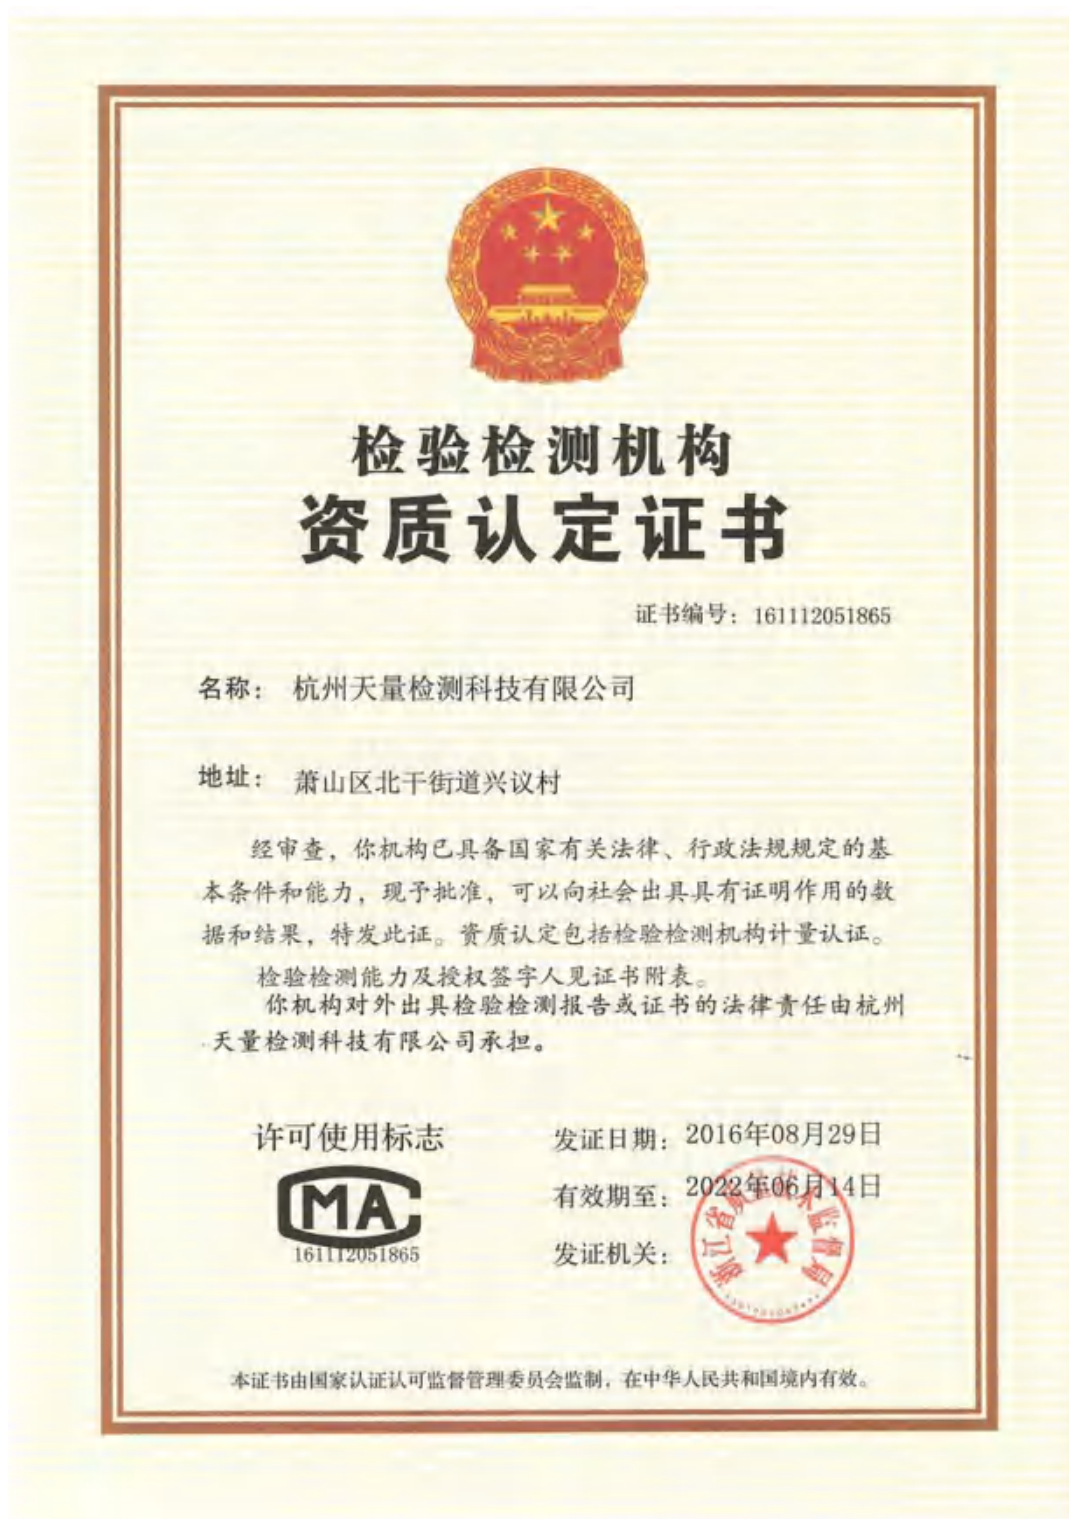 检验检测机构
资质认定证书
证书编号：161112051865
名称：杭州天量检测科技有限公司
地址：萧山区北干街道兴议村
经审查，你机构已具备国家有关法律、行政法规规定的基
本条件和能力，现予批准，可以向社会出具具有证明作用的数
据和结果，特发此证。资质认定包括检验检测机构计量认证。
检验检测能力及授权签字人见证书附表。
你机构对外出具检验检测报告或证书的法律责任由杭州
天量检测科技有限公司承担。
许可使用标志
MA
161112051865
发证日期：2016年08月29日
有效期至：2022年06月14日
发证机关：
浙江省质量技术监督局
本证书由国家认证认可监督管理委员会监制，在中华人民共和国境内有效。